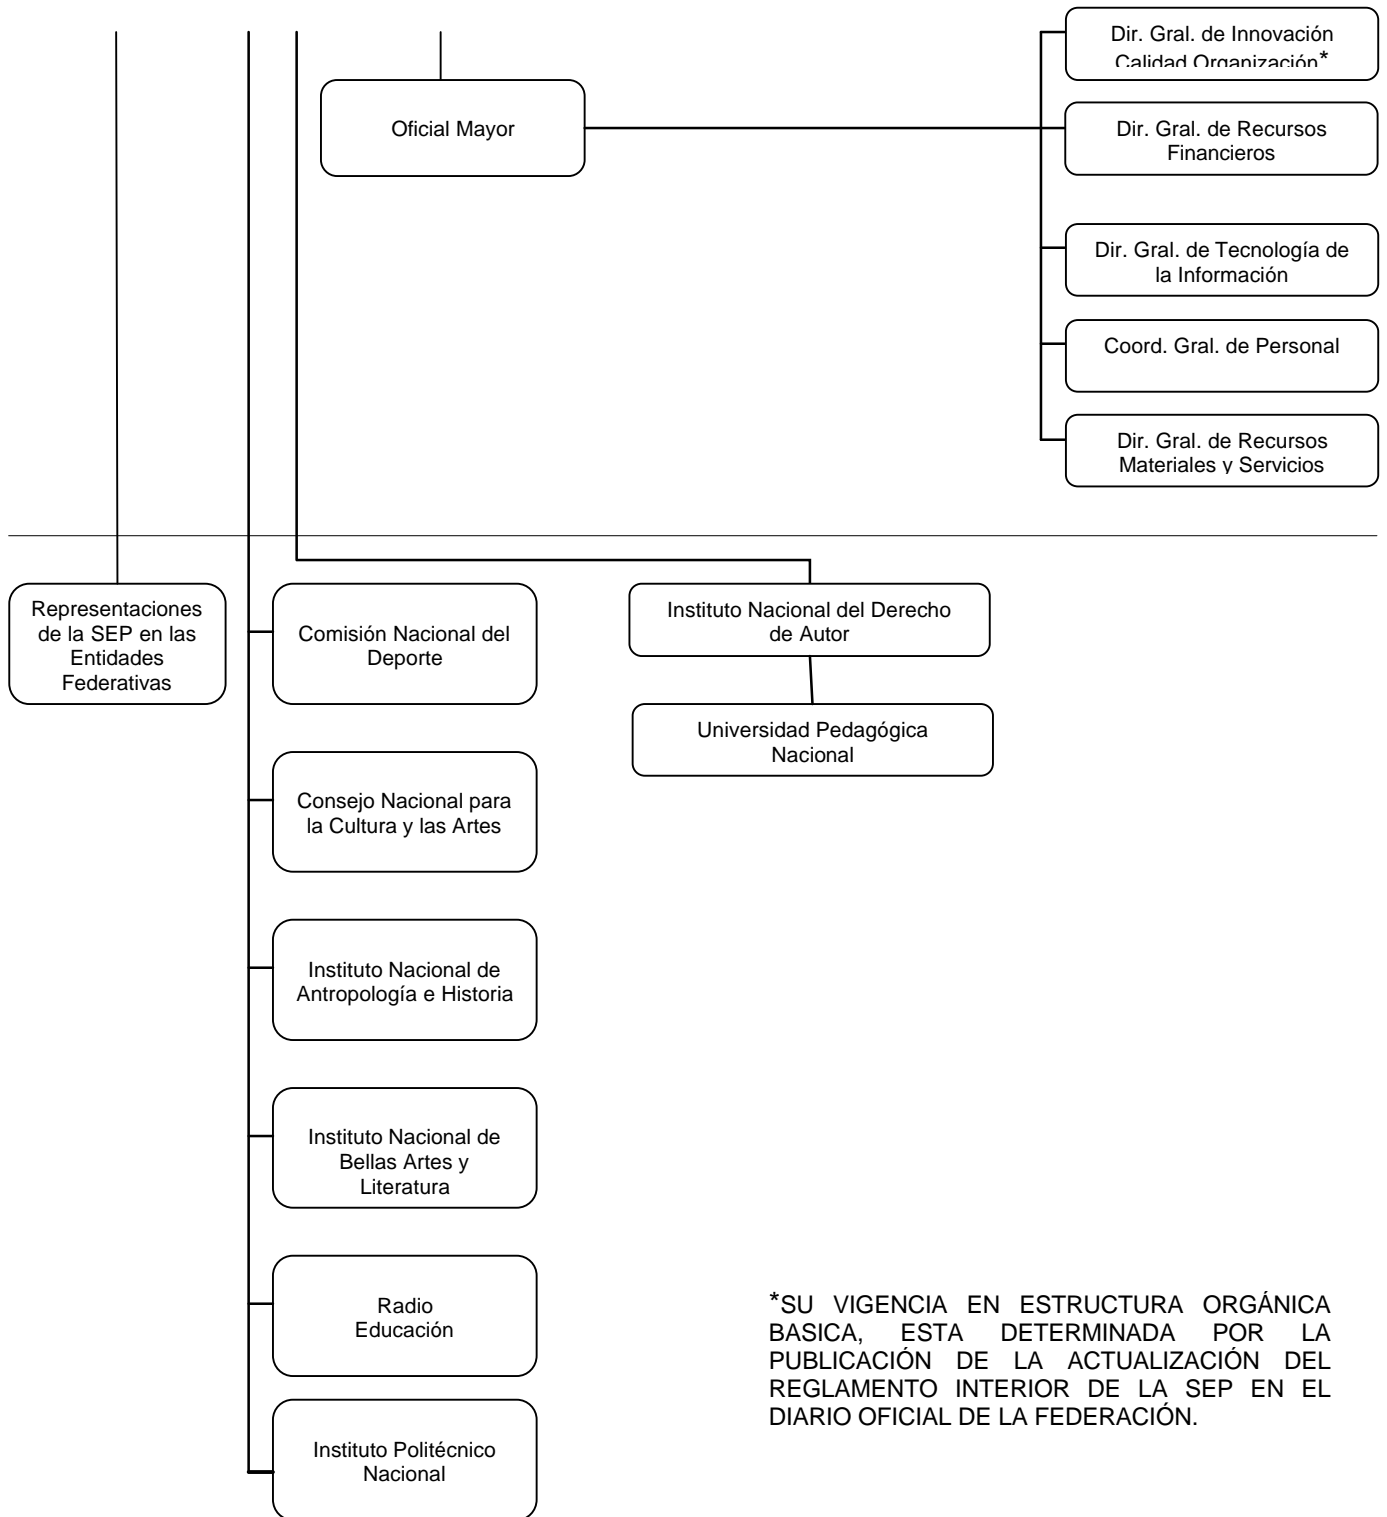 Dir. Gral. de Innovación
Calidad Organización*
Oficial Mayor
Dir. Gral. de Recursos
Financieros
Dir. Gral. de Tecnología de
la Información
Coord. Gral. de Personal
Dir. Gral. de Recursos
Materiales y Servicios
Representaciones
de la SEP en las
Entidades
Federativas
Comisión Nacional del
Deporte
Instituto Nacional del Derecho
de Autor
Universidad Pedagógica
Nacional
Consejo Nacional para
la Cultura y las Artes
Instituto Nacional de
Antropología e Historia
Instituto Nacional de
Bellas Artes y
Literatura
Radio
Educación
Instituto Politécnico
Nacional
*SU VIGENCIA EN ESTRUCTURA ORGÁNICA
BASICA, ESTA DETERMINADA POR LA
PUBLICACIÓN DE LA ACTUALIZACIÓN DEL
REGLAMENTO INTERIOR DE LA SEP EN EL
DIARIO OFICIAL DE LA FEDERACIÓN.